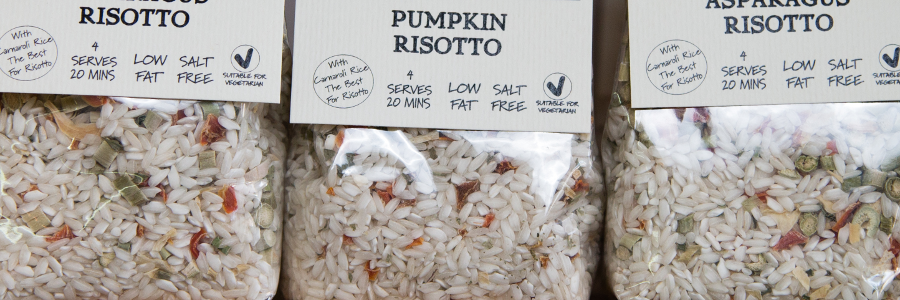 RISOTTO
With
Carnaroli Rice
The Best
For Risotto
4
SERVES
20 MINS
LOW
FAT
SALT
FREE
SUITABLE FOR
VEGETARIAN
PUMPKIN
RISOTTO
With
Carnaroli Rice
The Best
For Risotto
4
SERVES
20 MINS
LOW
FAT
SALT
FREE
SUITABLE FOR
VEGETARIAN
ASPARAGUS
RISOTTO
With
Carnaroli Rice
The Best
For Risotto
4
SERVES
20 MINS
LOW
FAT
SALT
FREE